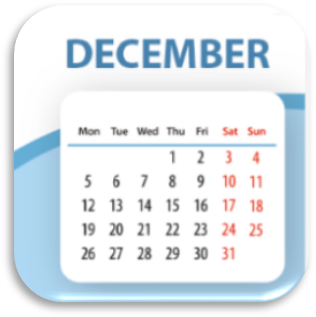 DECEMBER
Mon Tue Wed Thu Fri Sat Sun
1 2 3 4
5 6 7 8 9 10 11
12 13 14 15 16 17 18
19 20 21 22 23 24 25
26 27 28 29 30 31